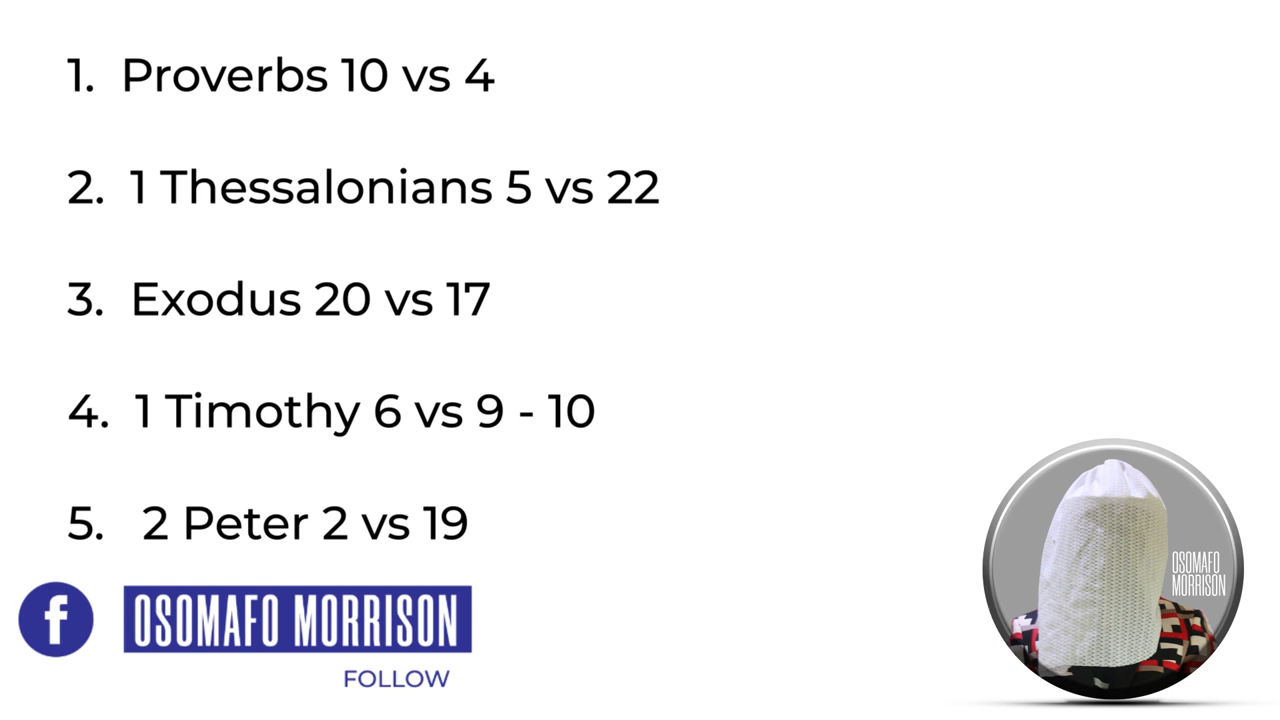 1. Proverbs 10 vs 4
2. 1 Thessalonians 5 vs 22
3. Exodus 20 vs 17
4. 1 Timothy 6 vs 9 - 10
5. 2 Peter 2 vs 19
f OSOMAFO MORRISON
FOLLOW
OSOMAFO
MORRISON